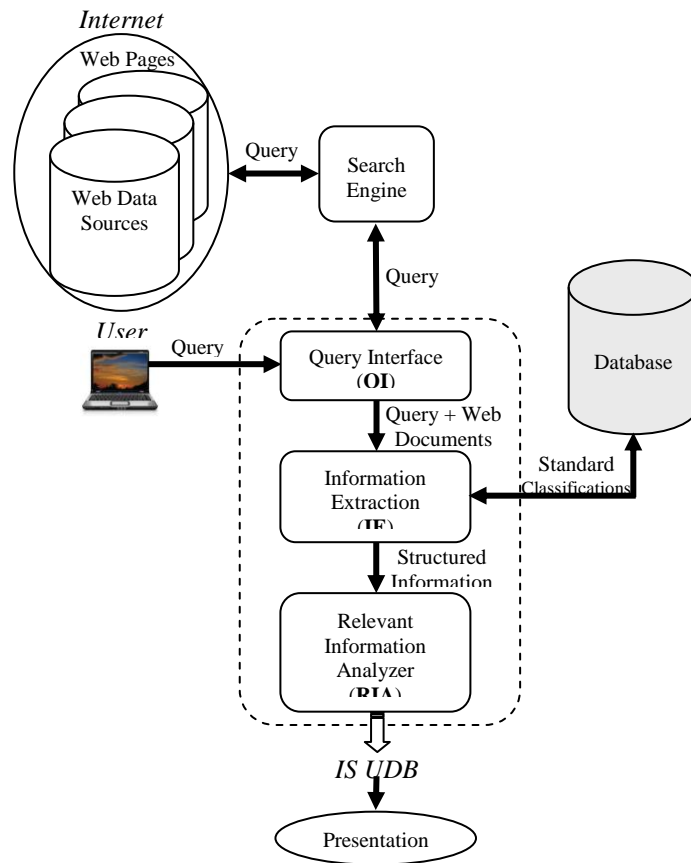 Internet
Web Pages
Web Data
Sources
Query
Search
Engine
Query
User
Query
Query Interface
(QI)
Query + Web
Documents
Database
Information
Extraction
(IE)
Standard
Classifications
Structured
Information
Relevant
Information
Analyzer
(RIA)
IS UDB
Presentation